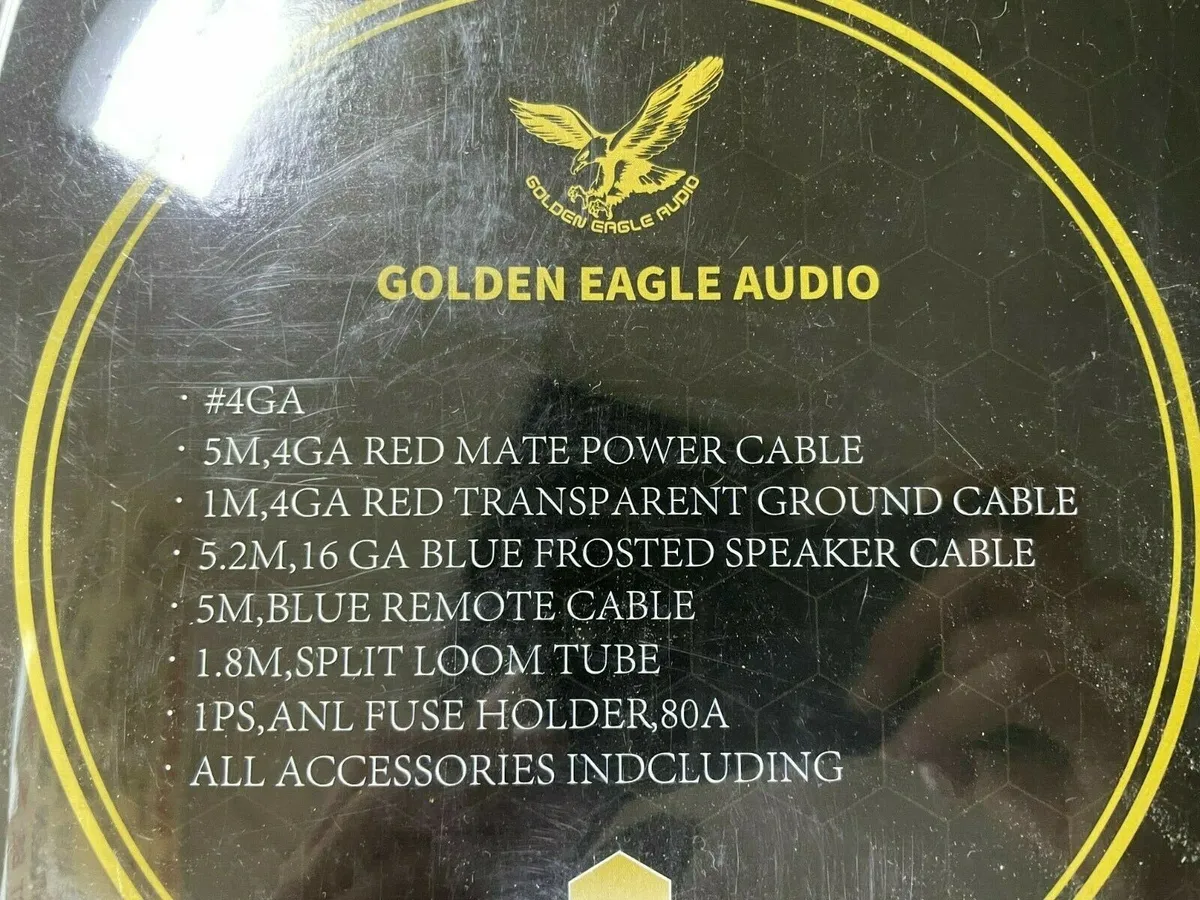 GOLDEN EAGLE AUDIO
GOLDEN EAGLE AUDIO
· #4GA
· 5M,4GA RED MATE POWER CABLE
· 1M,4GA RED TRANSPARENT GROUND CABLE
· 5.2M,16 GA BLUE FROSTED SPEAKER CABLE
· 5M,BLUE REMOTE CABLE
· 1.8M,SPLIT LOOM TUBE
· 1PS,ANL FUSE HOLDER,80A
· ALL ACCESSORIES INDCLUDING